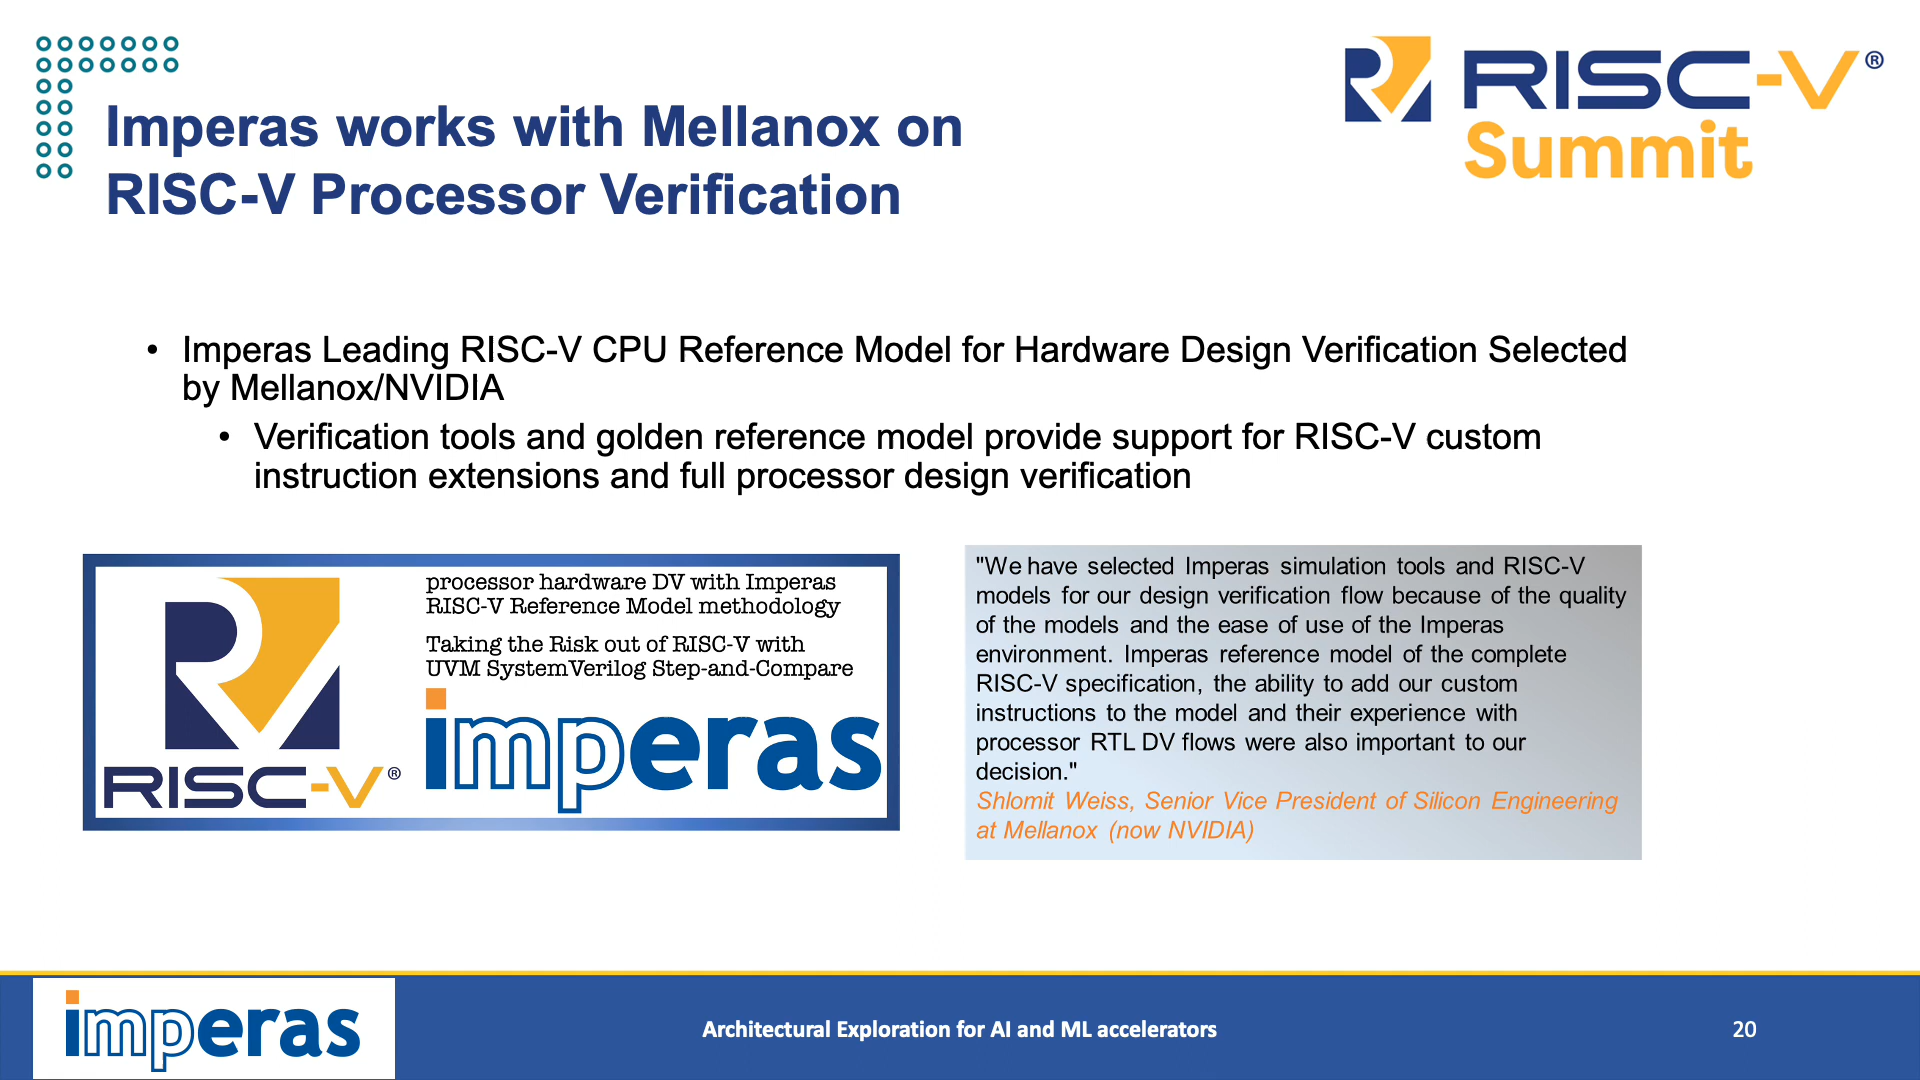 RISC-V®
Summit
Imperas works with Mellanox on
RISC-V Processor Verification
• Imperas Leading RISC-V CPU Reference Model for Hardware Design Verification Selected
by Mellanox/NVIDIA
• Verification tools and golden reference model provide support for RISC-V custom
instruction extensions and full processor design verification
processor hardware DV with Imperas
RISC-V Reference Model methodology
Taking the Risk out of RISC-V with
UVM SystemVerilog Step-and-Compare
imperas
RISC-V®
"We have selected Imperas simulation tools and RISC-V
models for our design verification flow because of the quality
of the models and the ease of use of the Imperas
environment. Imperas reference model of the complete
RISC-V specification, the ability to add our custom
instructions to the model and their experience with
processor RTL DV flows were also important to our
decision."
Shlomit Weiss, Senior Vice President of Silicon Engineering
at Mellanox (now NVIDIA)
imperas
Architectural Exploration for AI and ML accelerators
20